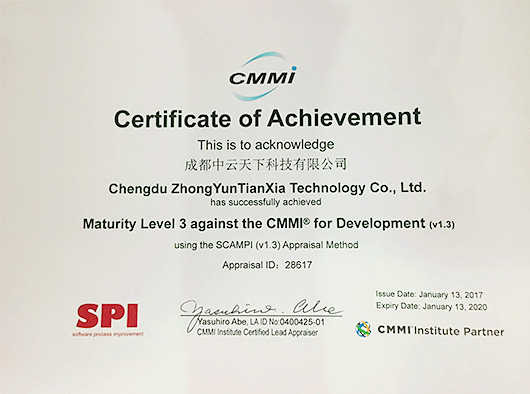 CMMI
Certificate of Achievement
This is to acknowledge
成都中云天下科技有限公司
Chengdu ZhongYunTianXia Technology Co., Ltd.
has successfully achieved
Maturity Level 3 against the CMMI® for Development (v1.3)
using the SCAMPI (v1.3) Appraisal Method
Appraisal ID: 28617
Issue Date: January 13, 2017
Expiry Date: January 13, 2020
SPI
software process improvement
Yasuhiro Abe
Yasuhiro Abe, LA ID No:0400425-01
CMMI Institute Certified Lead Appraiser
CMMI Institute Partner